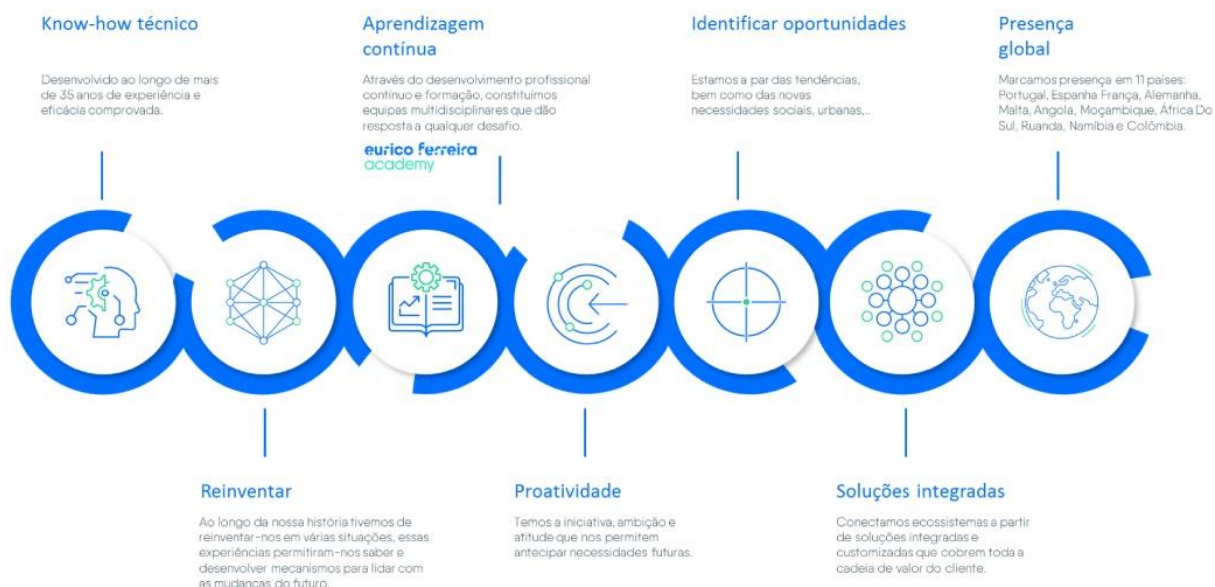 Know-how técnico
Desenvolvido ao longo de mais
de 35 anos de experiência e
eficácia comprovada.
Aprendizagem
contínua
Através do desenvolvimento profissional
contínuo e formação, constituímos
equipas multidisciplinares que dão
resposta a qualquer desafio.
eurico ferreira
academy
Identificar oportunidades
Estamos a par das tendências,
bem como das novas
necessidades sociais, urbanas,..
Presença
global
Marcamos presença em 11 países:
Portugal, Espanha França, Alemanha,
Malta, Angola, Moçambique, África Do
Sul, Ruanda, Namíbia e Colômbia.
Reinventar
Ao longo da nossa história tivemos de
reinventar-nos em várias situações, essas
experiências permitiram-nos saber e
desenvolver mecanismos para lidar com
as mudanças do futuro.
Proatividade
Temos a iniciativa, ambição e
atitude que nos permitem
antecipar necessidades futuras.
Soluções integradas
Conectamos ecossistemas a partir
de soluções integradas e
customizadas que cobrem toda a
cadeia de valor do cliente.